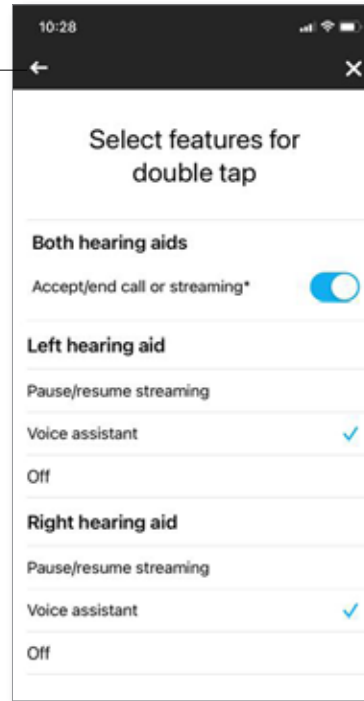 10:28
Select features for
double tap
Both hearing aids
Accept/end call or streaming*
Left hearing aid
Pause/resume streaming
Voice assistant
Off
Right hearing aid
Pause/resume streaming
Voice assistant
Off